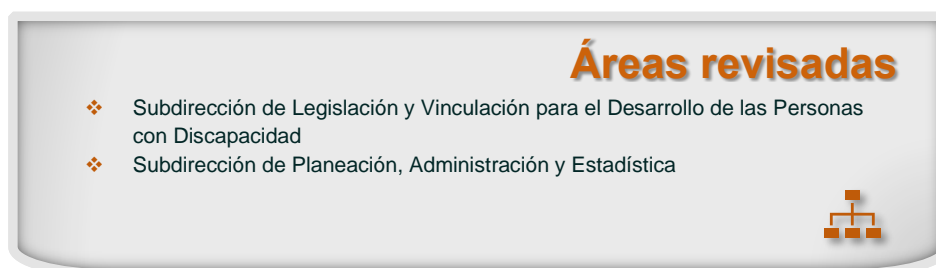 Áreas revisadas
❖ Subdirección de Legislación y Vinculación para el Desarrollo de las Personas
con Discapacidad
❖ Subdirección de Planeación, Administración y Estadística